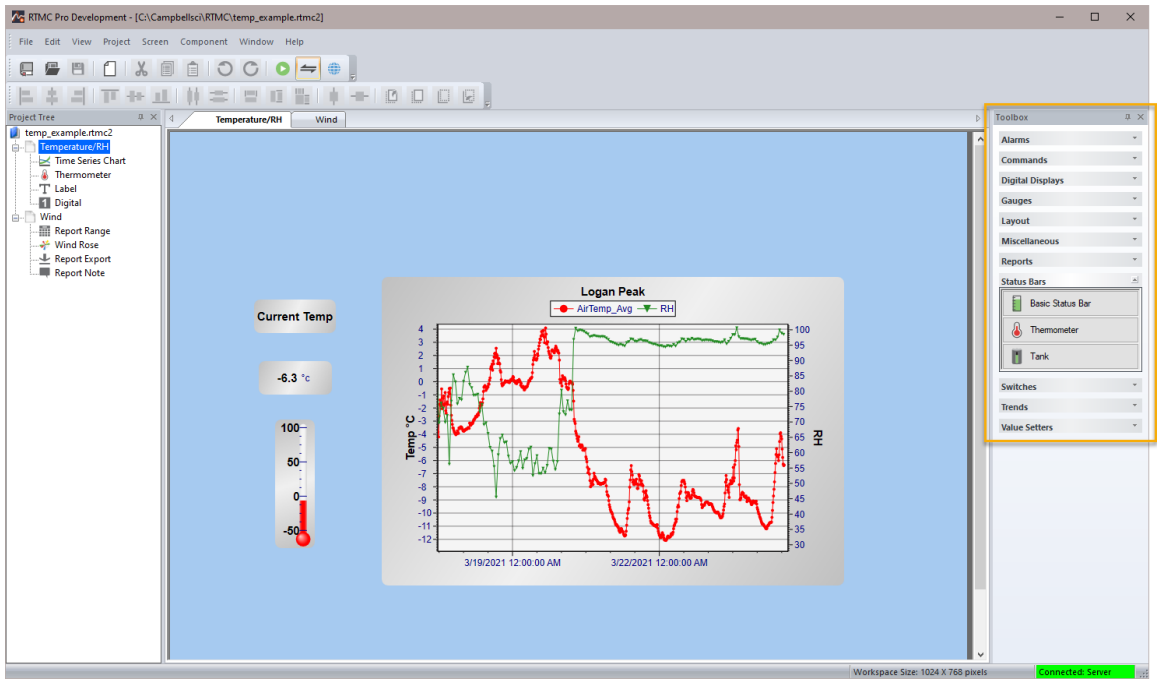 RTMC Pro Development - [C:\Campbellsci\RTMC\temp_example.rtmc2]
File Edit View Project Screen Component Window Help
Project Tree
temp_example.rtmc2
Temperature/RH
Time Series Chart
Thermometer
Label
Digital
Wind
Report Range
Wind Rose
Report Export
Report Note
Temperature/RH Wind
Current Temp
-6.3 °c
100
50
0
-50
Logan Peak
AirTemp_Avg RH
Temp °C
4
3
2
1
0
-1
-2
-3
-4
-5
-6
-7
-8
-9
-10
-11
-12
100
95
90
85
80
75
70
65
60
55
50
45
40
35
30
RH
3/19/2021 12:00:00 AM 3/22/2021 12:00:00 AM
Toolbox
Alarms
Commands
Digital Displays
Gauges
Layout
Miscellaneous
Reports
Status Bars
Basic Status Bar
Thermometer
Tank
Switches
Trends
Value Setters
Workspace Size: 1024 X 768 pixels
Connected: Server